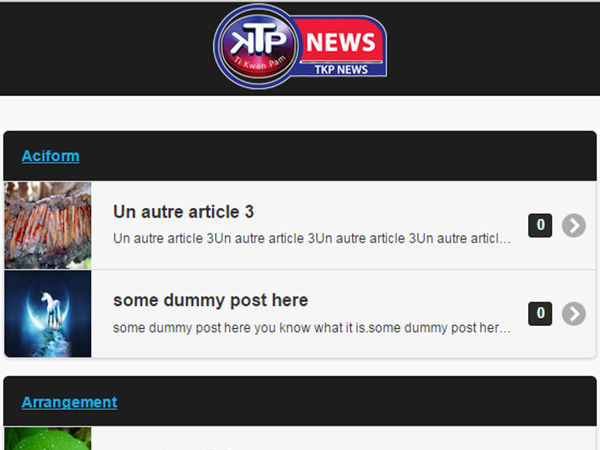 KTP
Ti Kwen Pam
NEWS
TKP NEWS
Aciform
Un autre article 3
Un autre article 3Un autre article 3Un autre article 3Un autre articl…
0
some dummy post here
some dummy post here you know what it is.some dummy post her…
0
Arrangement